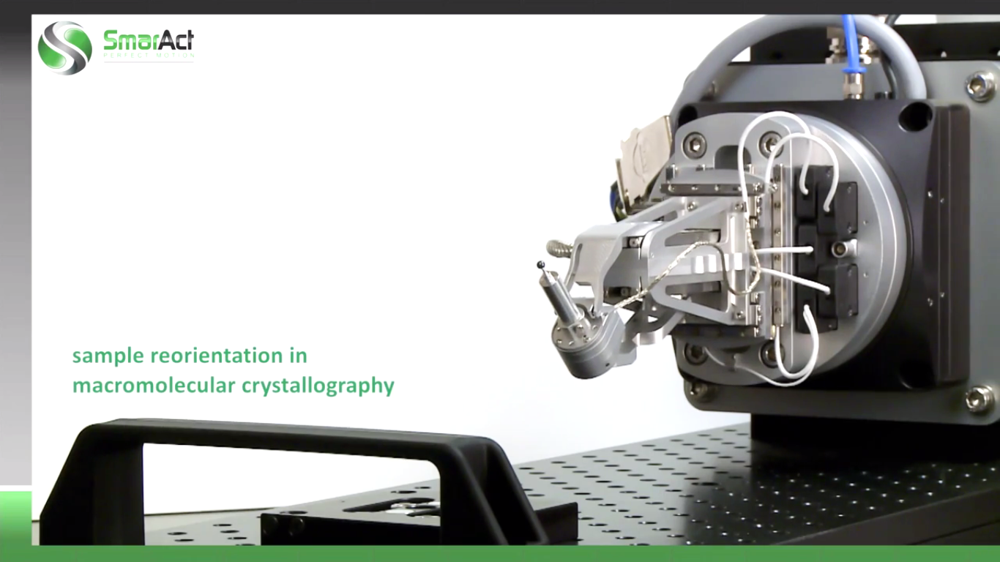 SmarAct
PERFECT MOTION
sample reorientation in
macromolecular crystallography